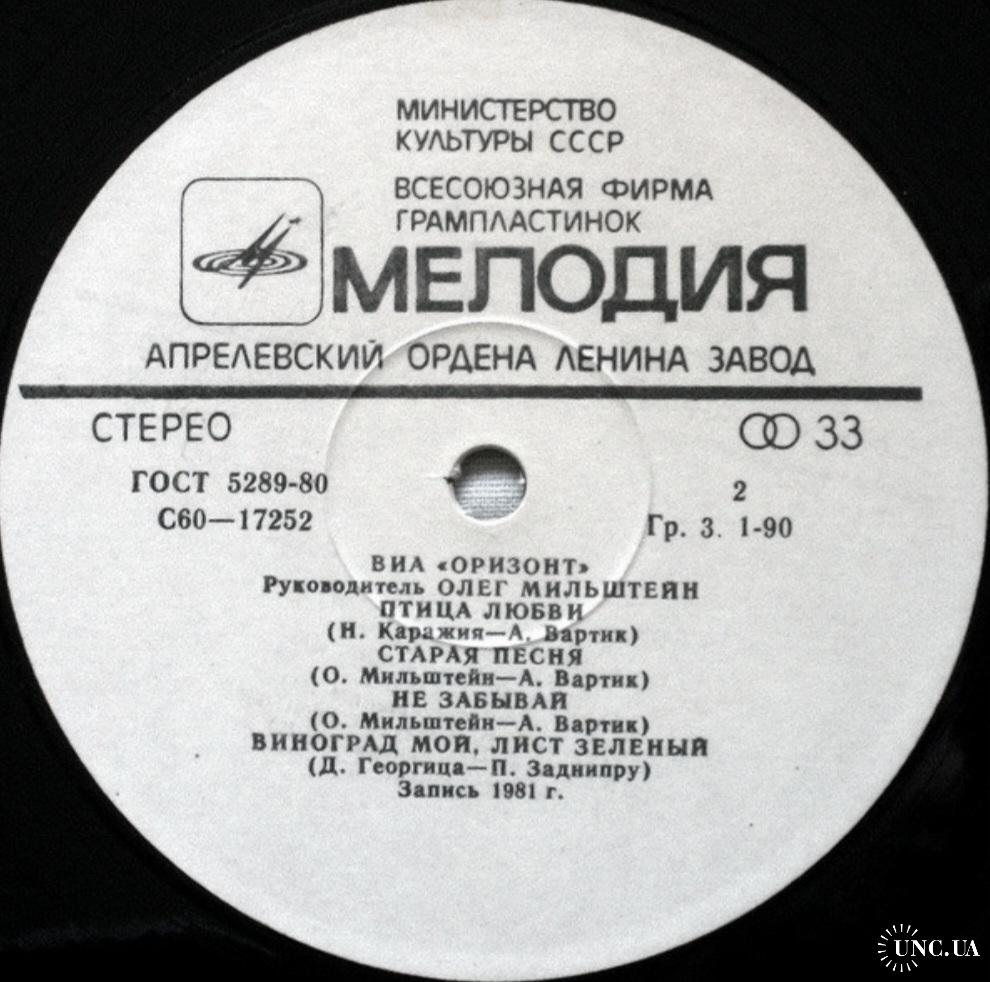 МИНИСТЕРСТВО
КУЛЬТУРЫ СССР
ВСЕСОЮЗНАЯ ФИРМА
ГРАМПЛАСТИНОК
МЕЛОДИЯ
АПРЕЛЕВСКИЙ ОРДЕНА ЛЕНИНА ЗАВОД
СТЕРЕО
33
ГОСТ 5289-80
С60—17252
2
Гр. 3. 1-90
ВИА «ОРИЗОНТ»
Руководитель ОЛЕГ МИЛЬШТЕЙН
ПТИЦА ЛЮБВИ
(Н. Каражия—А. Вартик)
СТАРАЯ ПЕСНЯ
(О. Мильштейн—А. Вартик)
НЕ ЗАБЫВАЙ
(О. Мильштейн—А. Вартик)
ВИНОГРАД МОЙ, ЛИСТ ЗЕЛЕНЫЙ
(Д. Георгица—П. Заднипру)
Запись 1981 г.
UNC.UA